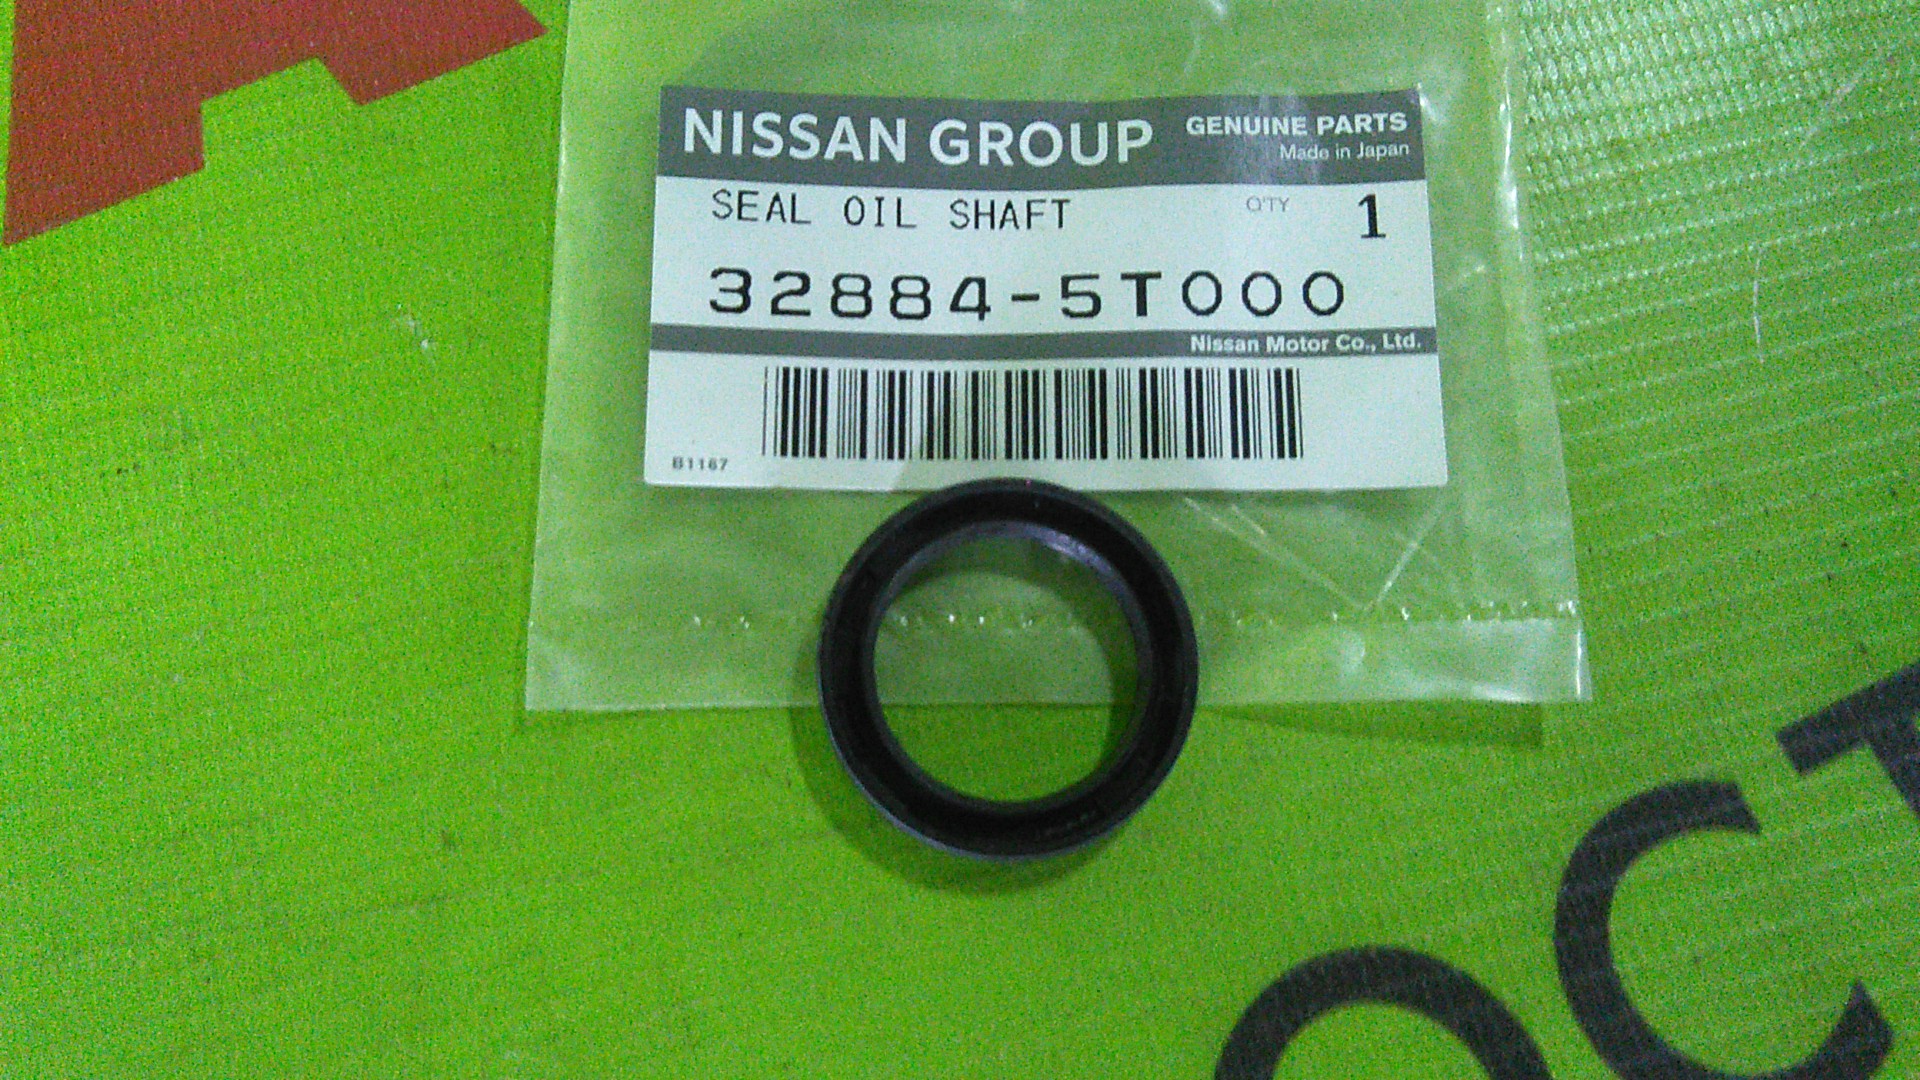 NISSAN GROUP GENUINE PARTS
Made in Japan
SEAL OIL SHAFT Q'TY 1
32884-5T000
Nissan Motor Co., Ltd.
B1167
ОСТ